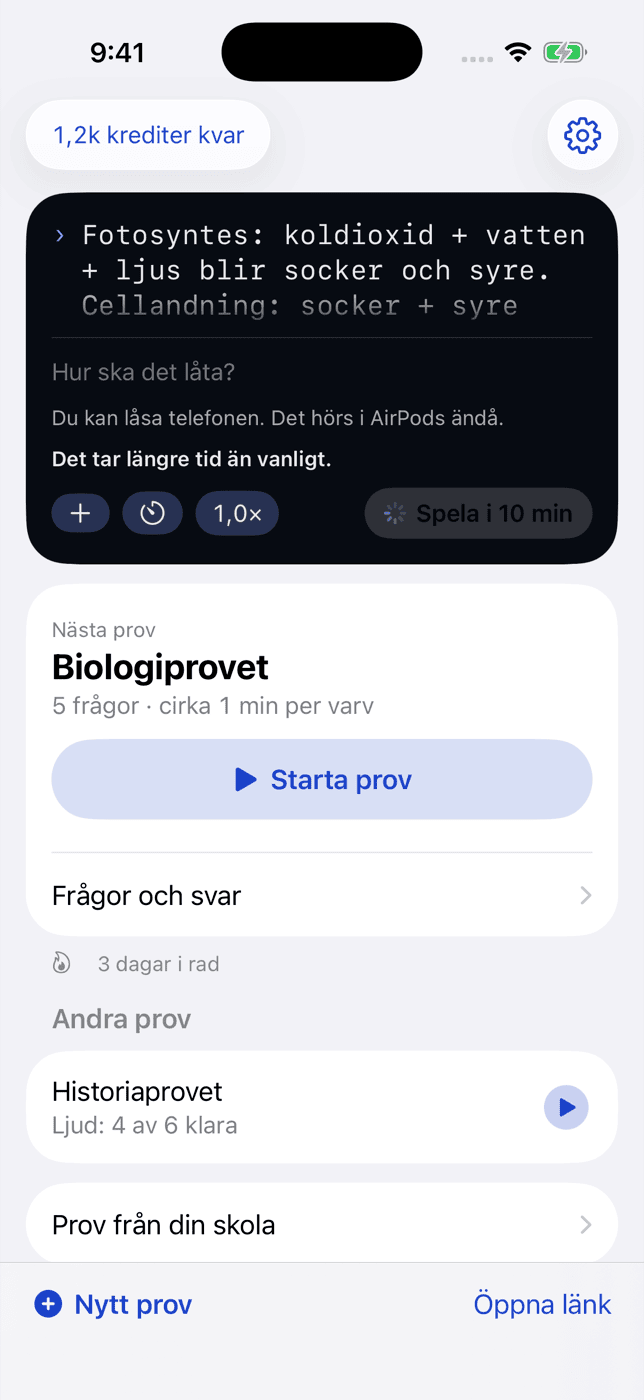 9:41
1,2k krediter kvar
› Fotosyntes: koldioxid + vatten
+ ljus blir socker och syre.
Cellandning: socker + syre
Hur ska det låta?
Du kan låsa telefonen. Det hörs i AirPods ändå.
Det tar längre tid än vanligt.
1,0×
Spela i 10 min
Nästa prov
Biologiprovet
5 frågor · cirka 1 min per varv
Starta prov
Frågor och svar
3 dagar i rad
Andra prov
Historiaprovet
Ljud: 4 av 6 klara
Prov från din skola
Nytt prov
Öppna länk